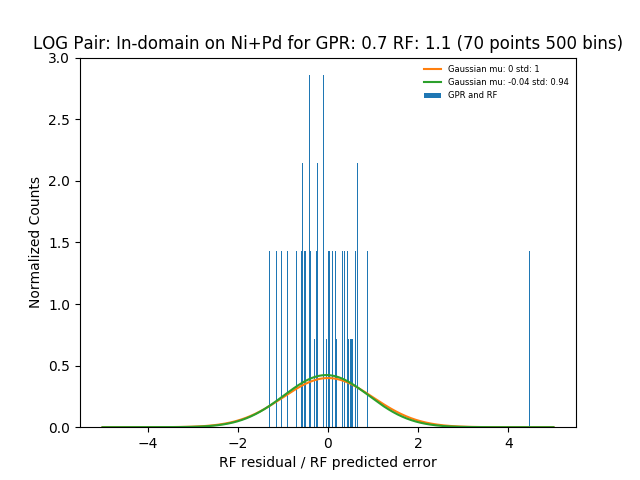 LOG Pair: In-domain on Ni+Pd for GPR: 0.7 RF: 1.1 (70 points 500 bins)
Gaussian mu: 0 std: 1
Gaussian mu: -0.04 std: 0.94
GPR and RF
Normalized Counts
3.0
2.5
2.0
1.5
1.0
0.5
0.0
−4 −2 0 2 4
RF residual / RF predicted error